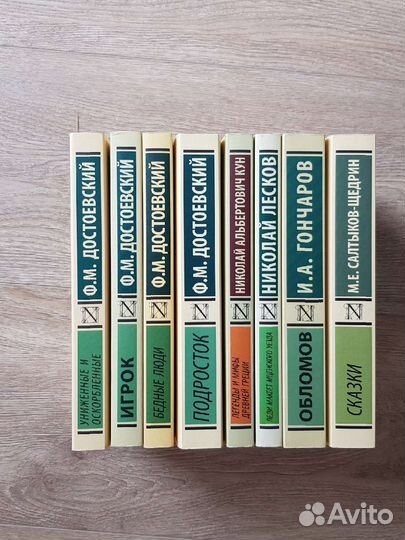 Ф.М. ДОСТОЕВСКИЙ
УНИЖЕННЫЕ И
ОСКОРБЛЕННЫЕ
Ф.М. ДОСТОЕВСКИЙ
ИГРОК
Ф.М. ДОСТОЕВСКИЙ
БЕДНЫЕ ЛЮДИ
Ф.М. ДОСТОЕВСКИЙ
ПОДРОСТОК
НИКОЛАЙ АЛЬБЕРТОВИЧ КУН
ЛЕГЕНДЫ И МИФЫ
ДРЕВНЕЙ ГРЕЦИИ
НИКОЛАЙ ЛЕСКОВ
ЛЕДИ МАКБЕТ МЦЕНСКОГО УЕЗДА
И.А. ГОНЧАРОВ
ОБЛОМОВ
М.Е. САЛТЫКОВ-ЩЕДРИН
СКАЗКИ
Avito